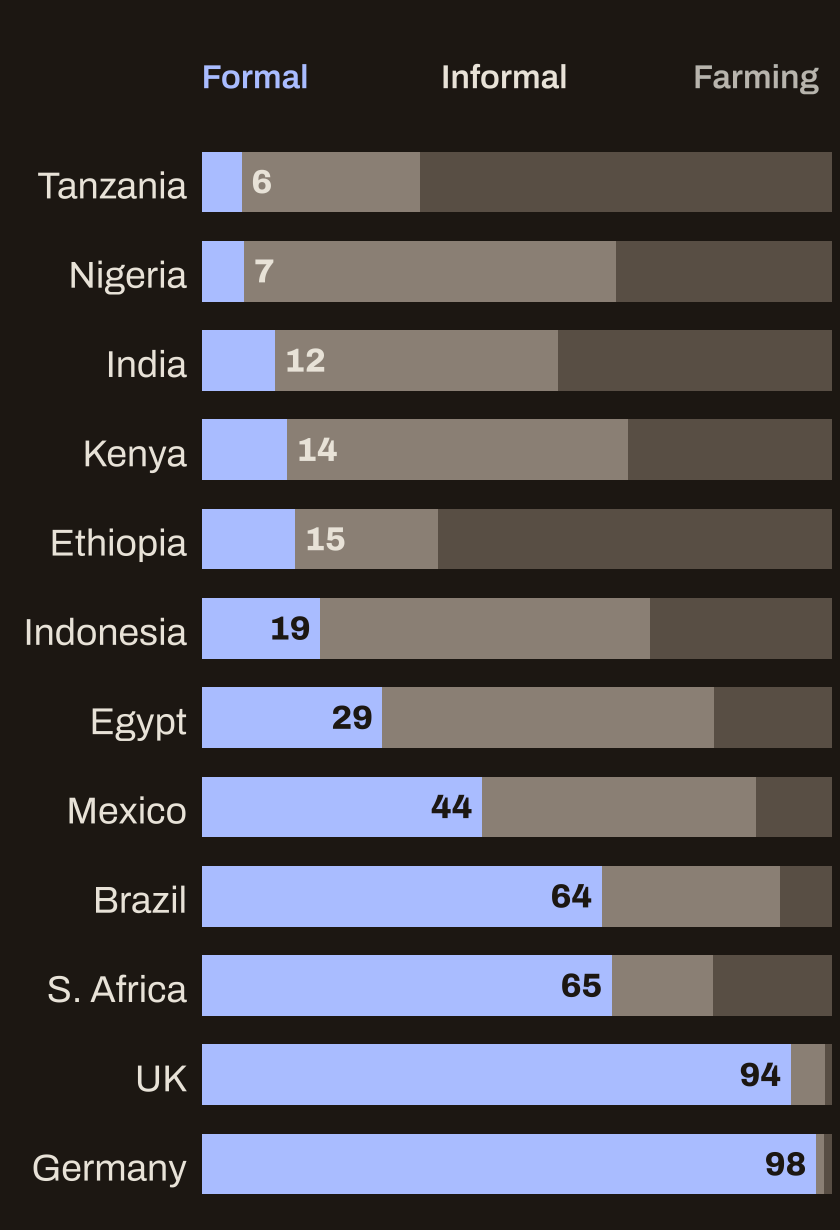 Formal Informal Farming
Tanzania 6
Nigeria 7
India 12
Kenya 14
Ethiopia 15
Indonesia 19
Egypt 29
Mexico 44
Brazil 64
S. Africa 65
UK 94
Germany 98